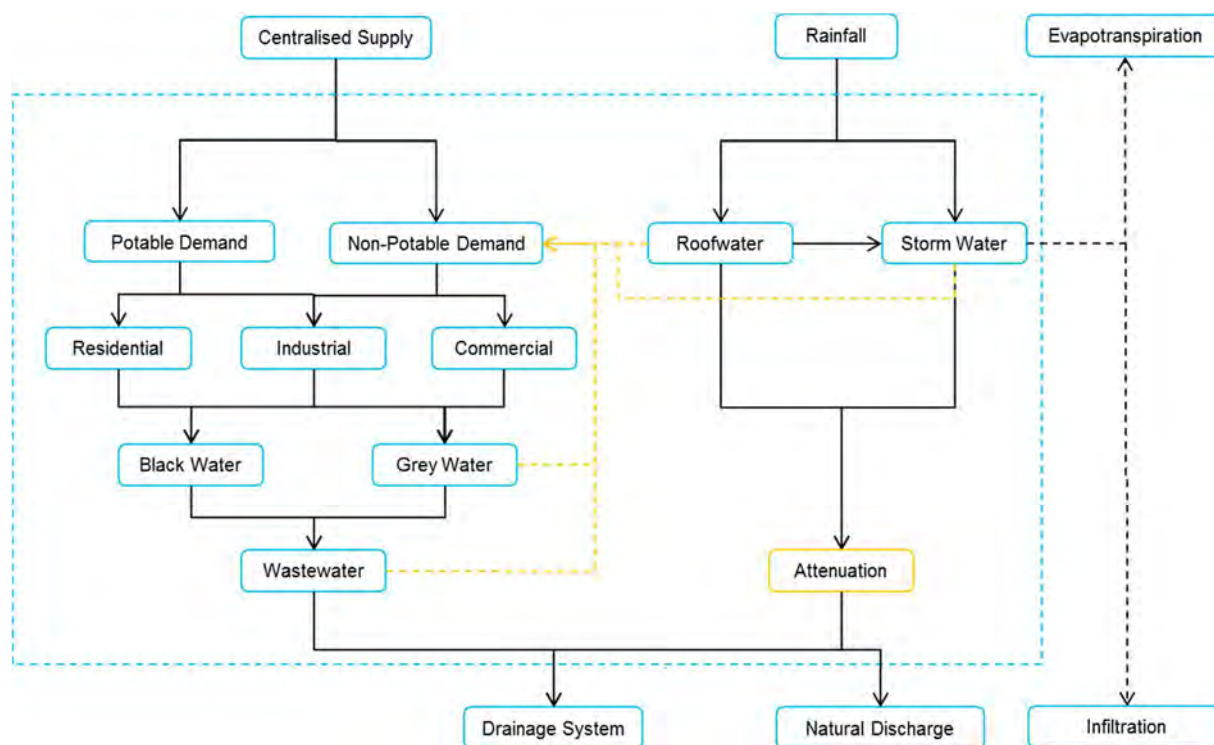 Centralised Supply
Rainfall
Evapotranspiration
Potable Demand
Non-Potable Demand
Roofwater
Storm Water
Residential
Industrial
Commercial
Black Water
Grey Water
Wastewater
Attenuation
Drainage System
Natural Discharge
Infiltration